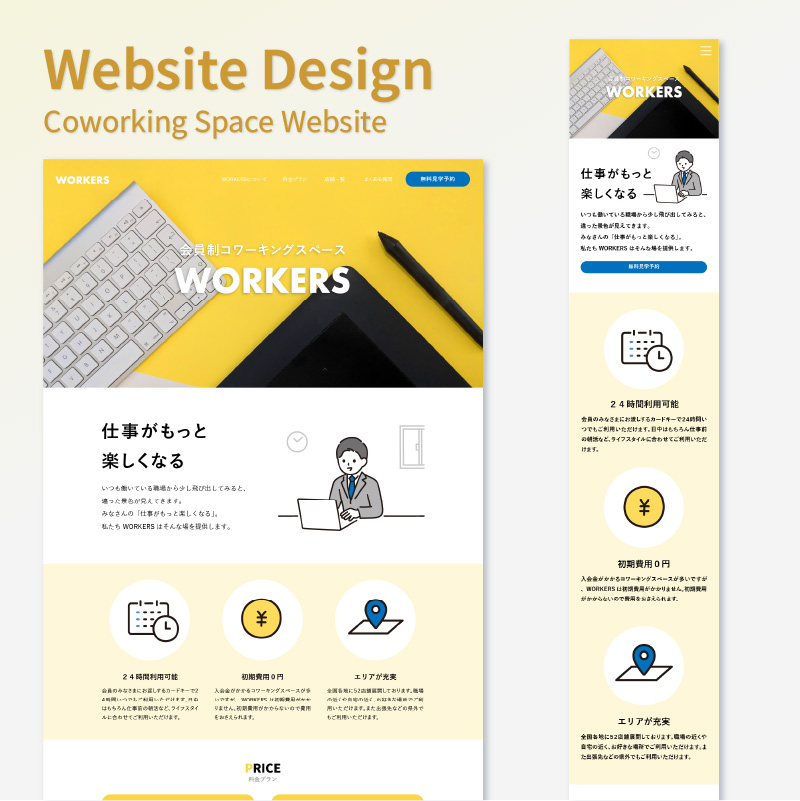 Website Design
Coworking Space Website
WORKERS
WORKERSについて
料金プラン
店舗一覧
よくある質問
無料見学予約
会員制コワーキングスペース
WORKERS
仕事がもっと
楽しくなる
いつも働いている職場から少し飛び出してみると、
違った景色が見えてきます。
みなさんの「仕事がもっと楽しくなる」。
私たち WORKERS はそんな場を提供します。
24時間利用可能
会員のみなさまにお渡しするカードキーで2
4時間いつでもご利用いただけます。日中
はもちろん仕事前の朝活など、ライフスタイ
ルに合わせてご利用いただけます。
初期費用0円
入会金がかかるコワーキングスペースが多
いですが、WORKERS は初期費用がかか
りません。初期費用がかからないので費用
をおさえられます。
エリアが充実
全国各地に52店舗展開しております。職場
の近くや自宅の近く、お好きな場所でご利
用いただけます。また出張先などの県外で
もご利用いただけます。
PRICE
料金プラン
会員制コワーキングスペース
WORKERS
仕事がもっと
楽しくなる
いつも働いている職場から少し飛び出してみると、
違った景色が見えてきます。
みなさんの「仕事がもっと楽しくなる」。
私たち WORKERS はそんな場を提供します。
無料見学予約
24時間利用可能
会員のみなさまにお渡しするカードキーで24時間い
つでもご利用いただけます。日中はもちろん仕事前
の朝活など、ライフスタイルに合わせてご利用いただ
けます。
初期費用0円
入会金がかかるコワーキングスペースが多いですが
、WORKERS は初期費用がかかりません。初期費用
がかからないので費用をおさえられます。
エリアが充実
全国各地に52店舗展開しております。職場の近くや
自宅の近く、お好きな場所でご利用いただけます。ま
た出張先などの県外でもご利用いただけます。